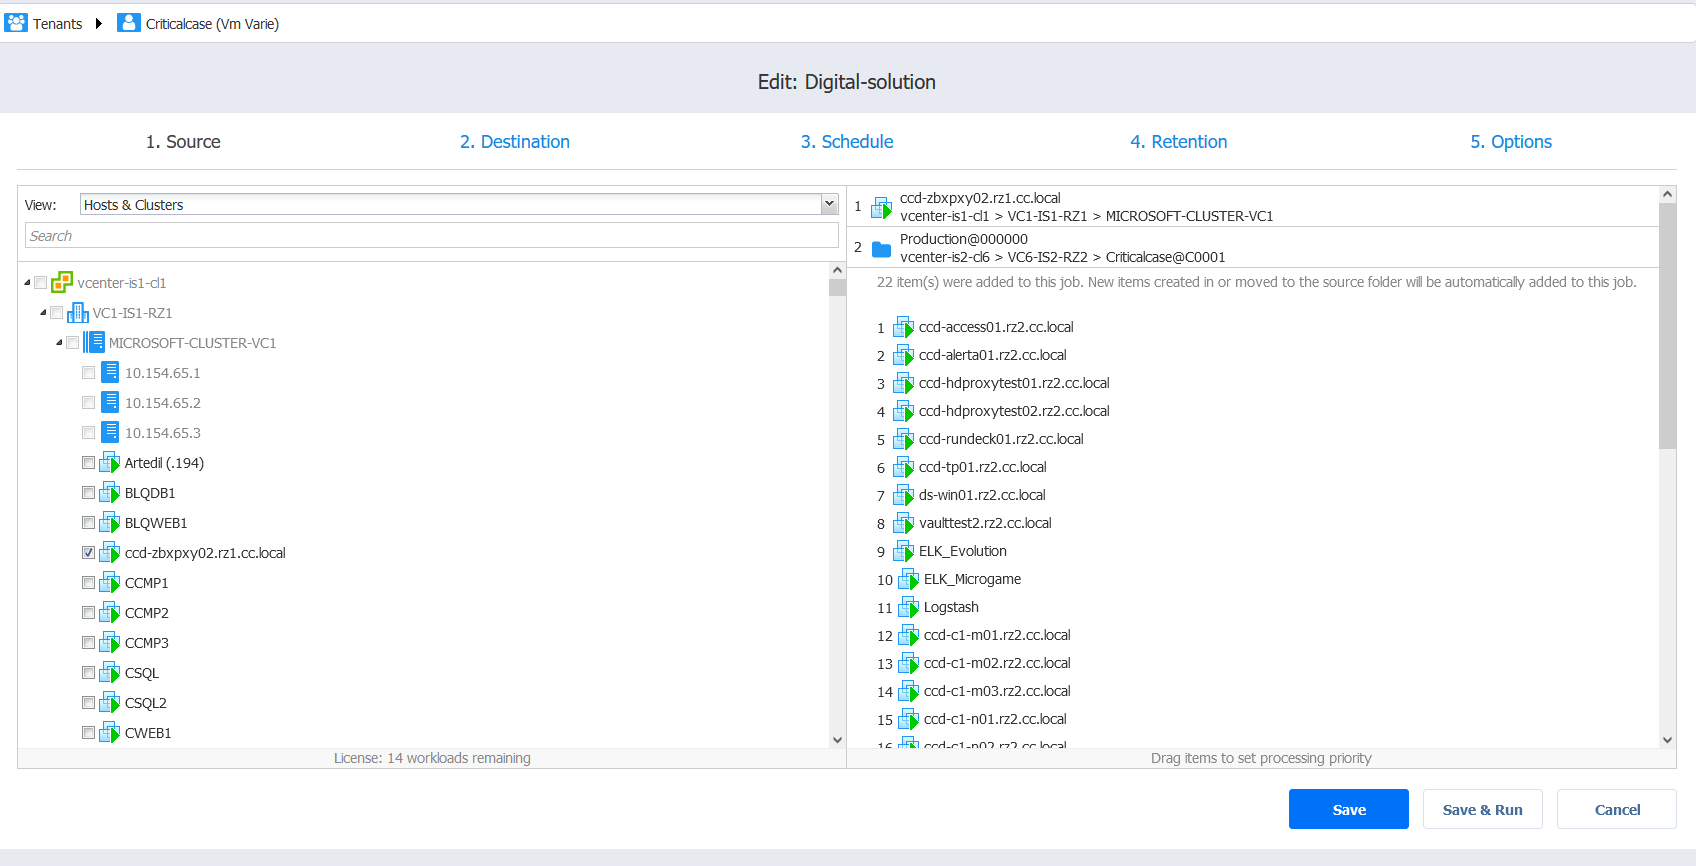 Tenants
Criticalcase (Vm Varie)
Edit: Digital-solution
1. Source
2. Destination
3. Schedule
4. Retention
5. Options
View:
Hosts & Clusters
Search
vcenter-is1-cl1
VC1-IS1-RZ1
MICROSOFT-CLUSTER-VC1
10.154.65.1
10.154.65.2
10.154.65.3
Artedil (.194)
BLQDB1
BLQWEB1
ccd-zbxpxy02.rz1.cc.local
CCMP1
CCMP2
CCMP3
CSQL
CSQL2
CWEB1
License: 14 workloads remaining
1
ccd-zbxpxy02.rz1.cc.local
vcenter-is1-cl1 > VC1-IS1-RZ1 > MICROSOFT-CLUSTER-VC1
2
Production@000000
vcenter-is2-cl6 > VC6-IS2-RZ2 > Criticalcase@C0001
22 item(s) were added to this job. New items created in or moved to the source folder will be automatically added to this job.
1 ccd-access01.rz2.cc.local
2 ccd-alerta01.rz2.cc.local
3 ccd-hdproxytest01.rz2.cc.local
4 ccd-hdproxytest02.rz2.cc.local
5 ccd-rundeck01.rz2.cc.local
6 ccd-tp01.rz2.cc.local
7 ds-win01.rz2.cc.local
8 vaulttest2.rz2.cc.local
9 ELK_Evolution
10 ELK_Microgame
11 Logstash
12 ccd-c1-m01.rz2.cc.local
13 ccd-c1-m02.rz2.cc.local
14 ccd-c1-m03.rz2.cc.local
15 ccd-c1-n01.rz2.cc.local
16 ccd-c1-n02.rz2.cc.local
Drag items to set processing priority
Save
Save & Run
Cancel